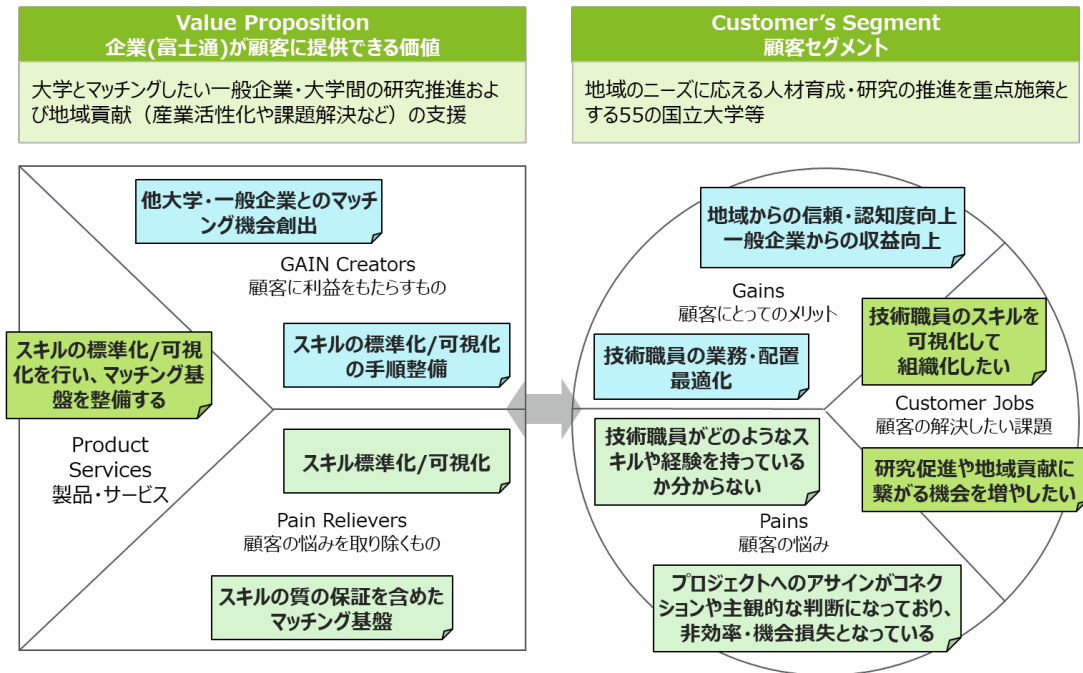 Value Proposition
企業(富士通)が顧客に提供できる価値
大学とマッチングしたい一般企業・大学間の研究推進およ
び地域貢献（産業活性化や課題解決など）の支援
他大学・一般企業とのマッチ
ング機会創出
GAIN Creators
顧客に利益をもたらすもの
スキルの標準化/可視化
の手順整備
スキルの標準化/可視
化を行い、マッチング基
盤を整備する
Product
Services
製品・サービス
スキル標準化/可視化
Pain Relievers
顧客の悩みを取り除くもの
スキルの質の保証を含めた
マッチング基盤
Customer’s Segment
顧客セグメント
地域のニーズに応える人材育成・研究の推進を重点施策と
する55の国立大学等
地域からの信頼・認知度向上
一般企業からの収益向上
Gains
顧客にとってのメリット
技術職員の業務・配置
最適化
技術職員のスキルを
可視化して
組織化したい
Customer Jobs
顧客の解決したい課題
研究促進や地域貢献に
繋がる機会を増やしたい
技術職員がどのようなス
キルや経験を持っている
か分からない
Pains
顧客の悩み
プロジェクトへのアサインがコネク
ションや主観的な判断になっており、
非効率・機会損失となっている